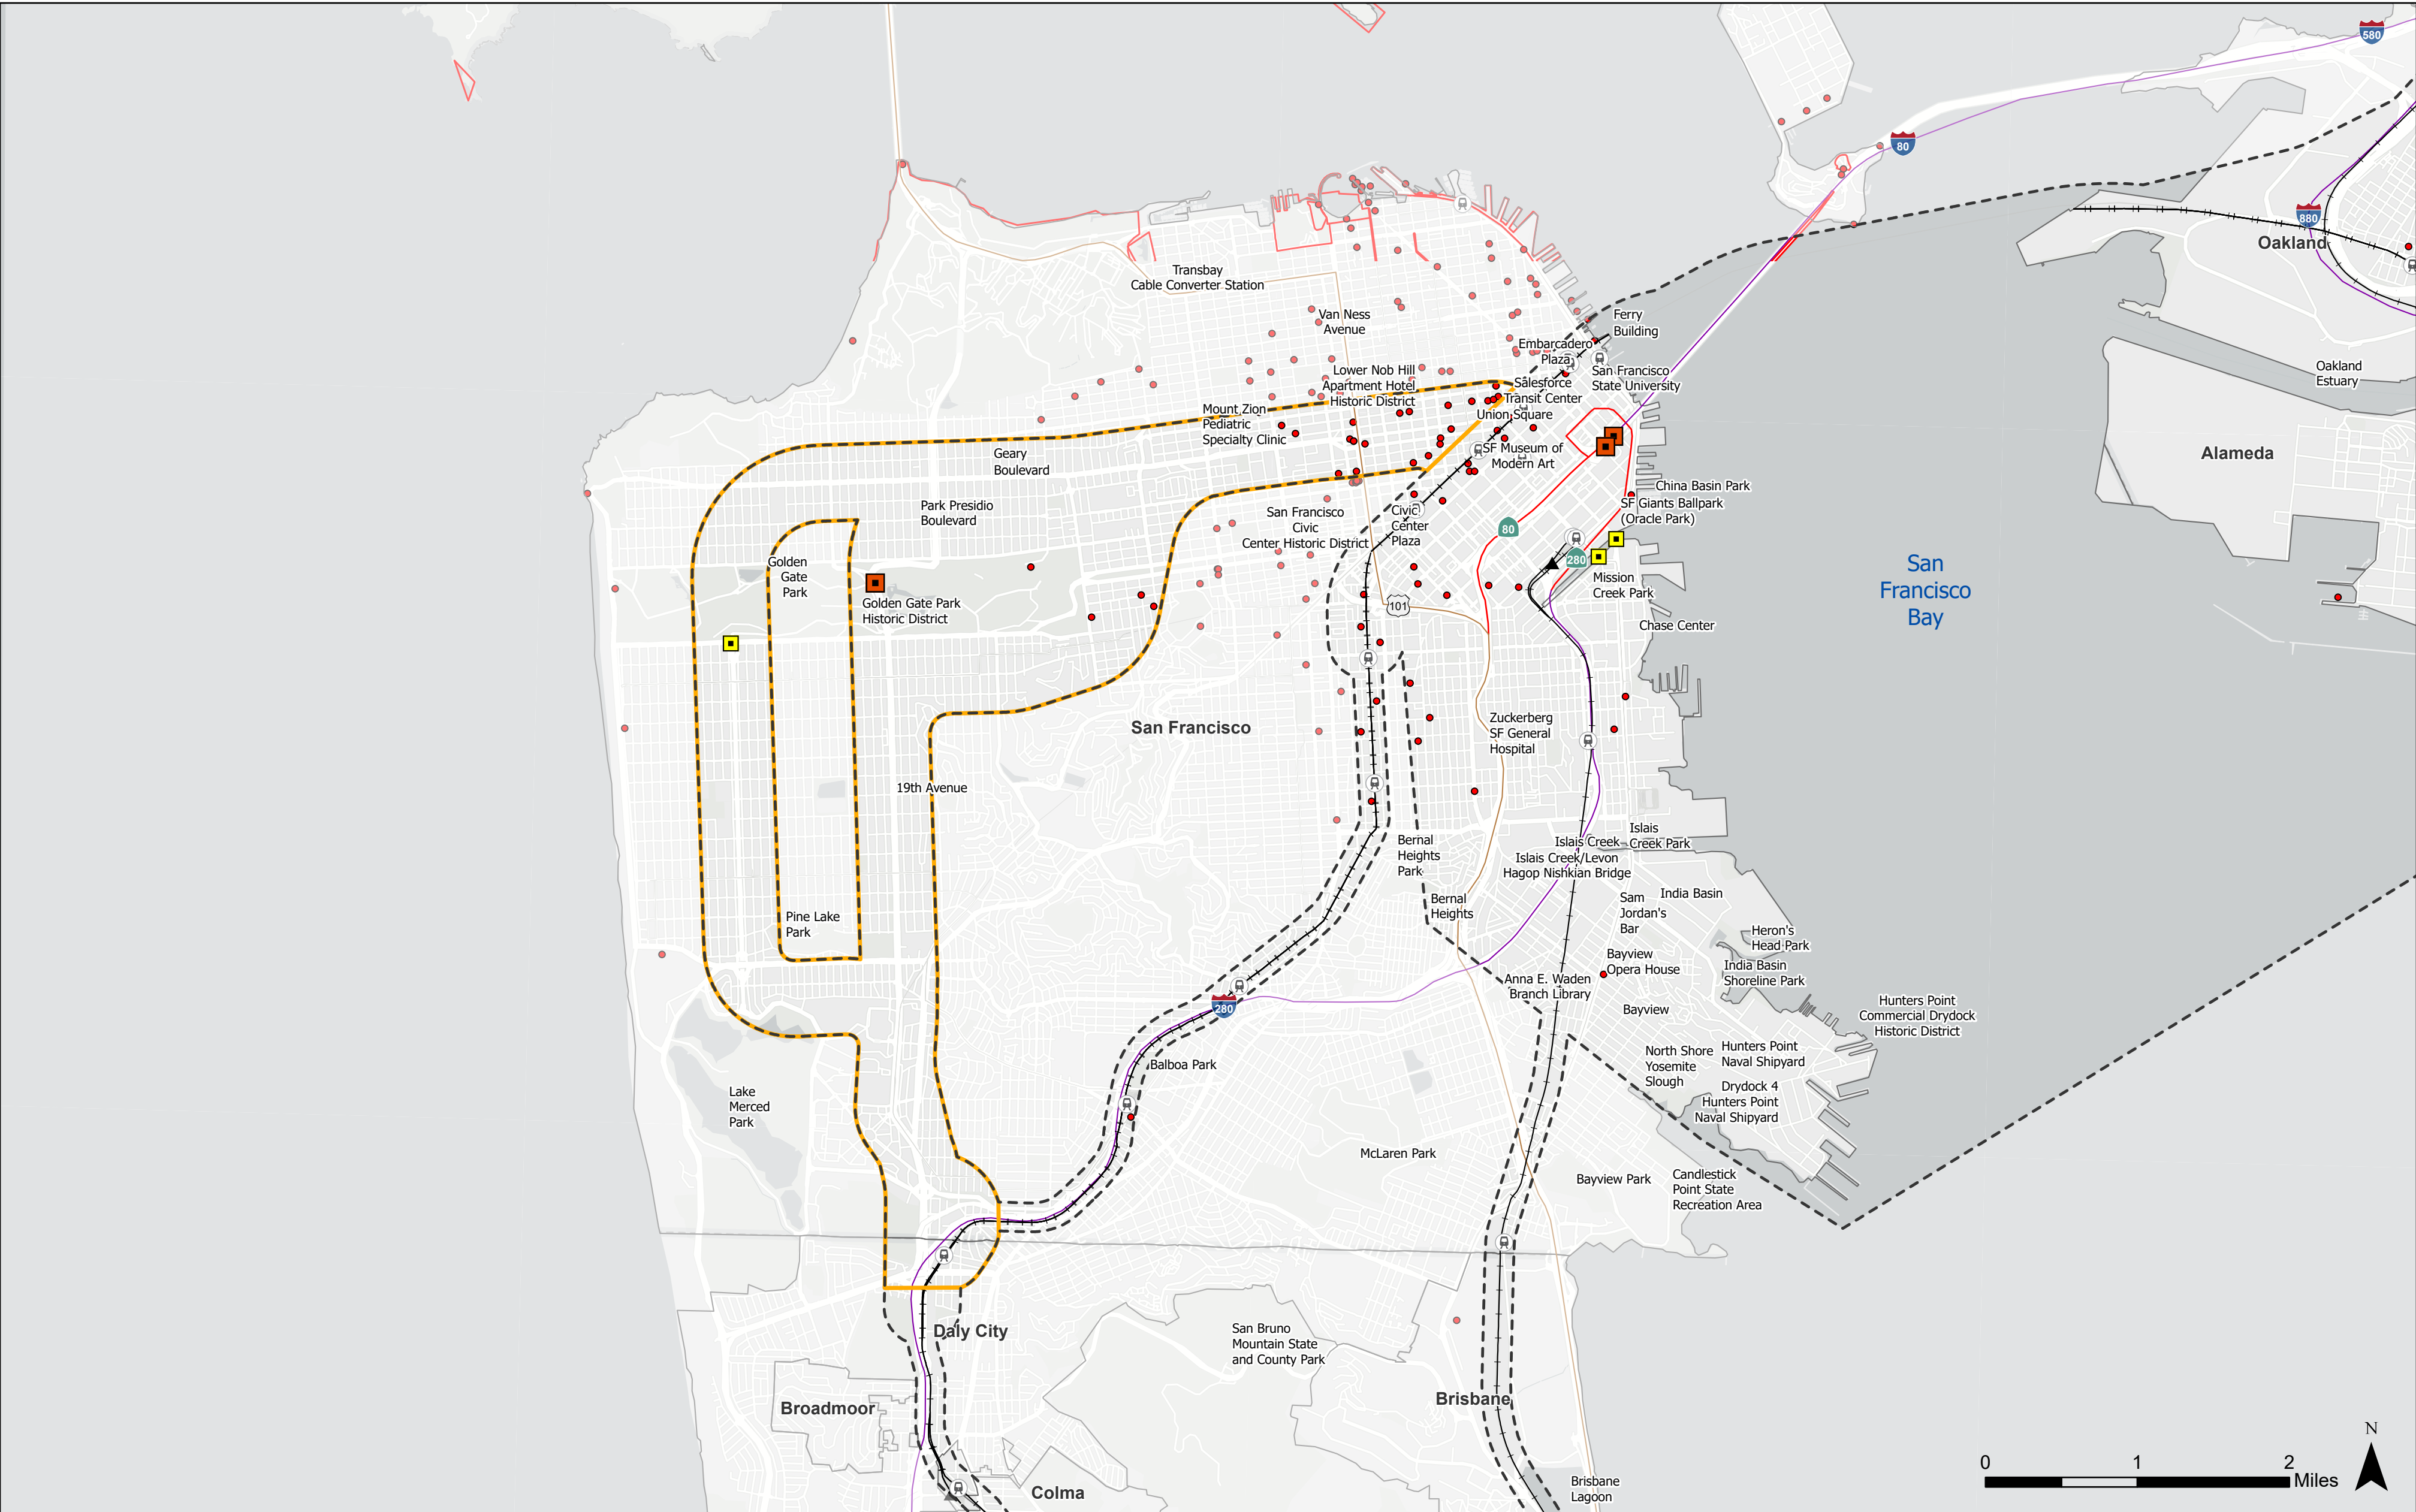 580
80
880
Oakland
Transbay
Cable Converter Station
Van Ness
Avenue
Ferry
Building
Embarcadero
Plaza
Oakland
Estuary
Lower Nob Hill
Apartment Hotel
Historic District
San Francisco
State University
Salesforce
Transit Center
Mount Zion
Pediatric
Specialty Clinic
Union Square
Geary
Boulevard
SF Museum of
Modern Art
Alameda
China Basin Park
SF Giants Ballpark
(Oracle Park)
Park Presidio
Boulevard
San Francisco
Civic
Center Historic District
Civic
Center
Plaza
80
280
Golden
Gate
Park
San
Francisco
Bay
Mission
Creek Park
Golden Gate Park
Historic District
101
Chase Center
San Francisco
Zuckerberg
SF General
Hospital
19th Avenue
Islais
Creek Park
Islais Creek
Islais Creek/Levon
Hagop Nishkian Bridge
Bernal
Heights
Park
Bernal
Heights
Sam
Jordan's
Bar
India Basin
Pine Lake
Park
Heron's
Head Park
Bayview
Opera House
India Basin
Shoreline Park
Anna E. Waden
Branch Library
280
Bayview
Hunters Point
Commercial Drydock
Historic District
North Shore
Yosemite
Slough
Hunters Point
Naval Shipyard
Balboa Park
Drydock 4
Hunters Point
Naval Shipyard
Lake
Merced
Park
McLaren Park
Bayview Park
Candlestick
Point State
Recreation Area
Daly City
San Bruno
Mountain State
and County Park
Broadmoor
Brisbane
N
0 1 2
Miles
Brisbane
Lagoon
Colma